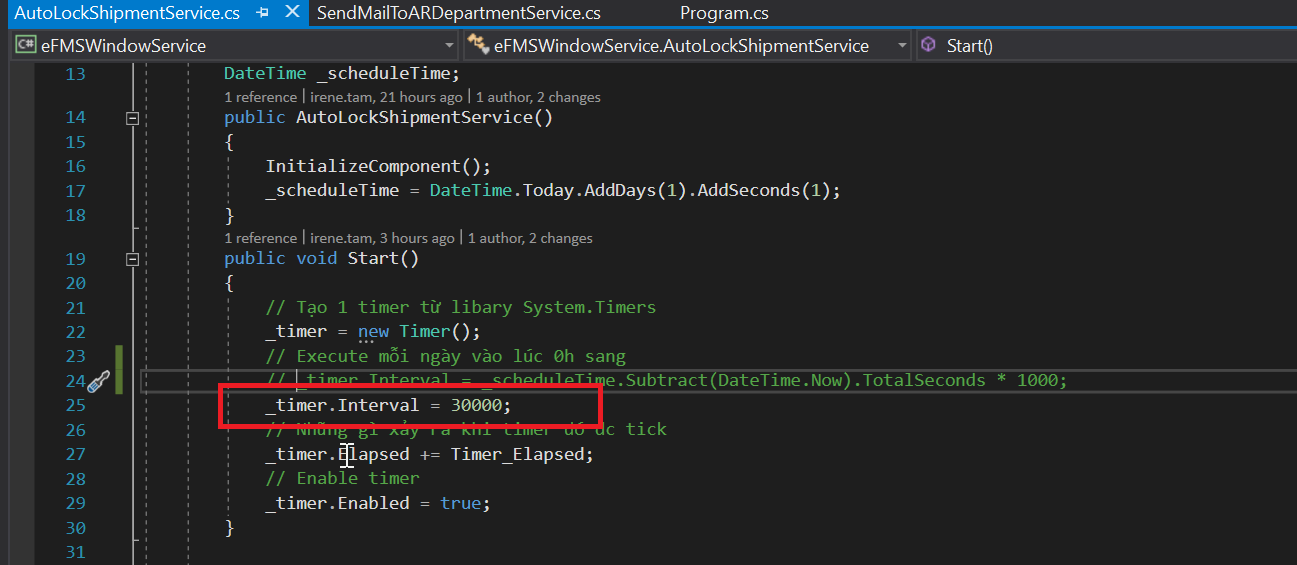 AutoLockShipmentService.cs SendMailToARDepartmentService.cs Program.cs
C# eFMSWindowService eFMSWindowService.AutoLockShipmentService Start()
13 DateTime _scheduleTime;
1 reference | irene.tam, 21 hours ago | 1 author, 2 changes
14 public AutoLockShipmentService()
15 {
16 InitializeComponent();
17 _scheduleTime = DateTime.Today.AddDays(1).AddSeconds(1);
18 }
1 reference | irene.tam, 3 hours ago | 1 author, 2 changes
19 public void Start()
20 {
21 // Tạo 1 timer từ libary System.Timers
22 _timer = new Timer();
23 // Execute mỗi ngày vào lúc 0h sang
24 // _timer.Interval = _scheduleTime.Subtract(DateTime.Now).TotalSeconds * 1000;
25 _timer.Interval = 30000;
26 // Những gì xảy ra khi timer đó đc tick
27 _timer.Elapsed += Timer_Elapsed;
28 // Enable timer
29 _timer.Enabled = true;
30 }
31